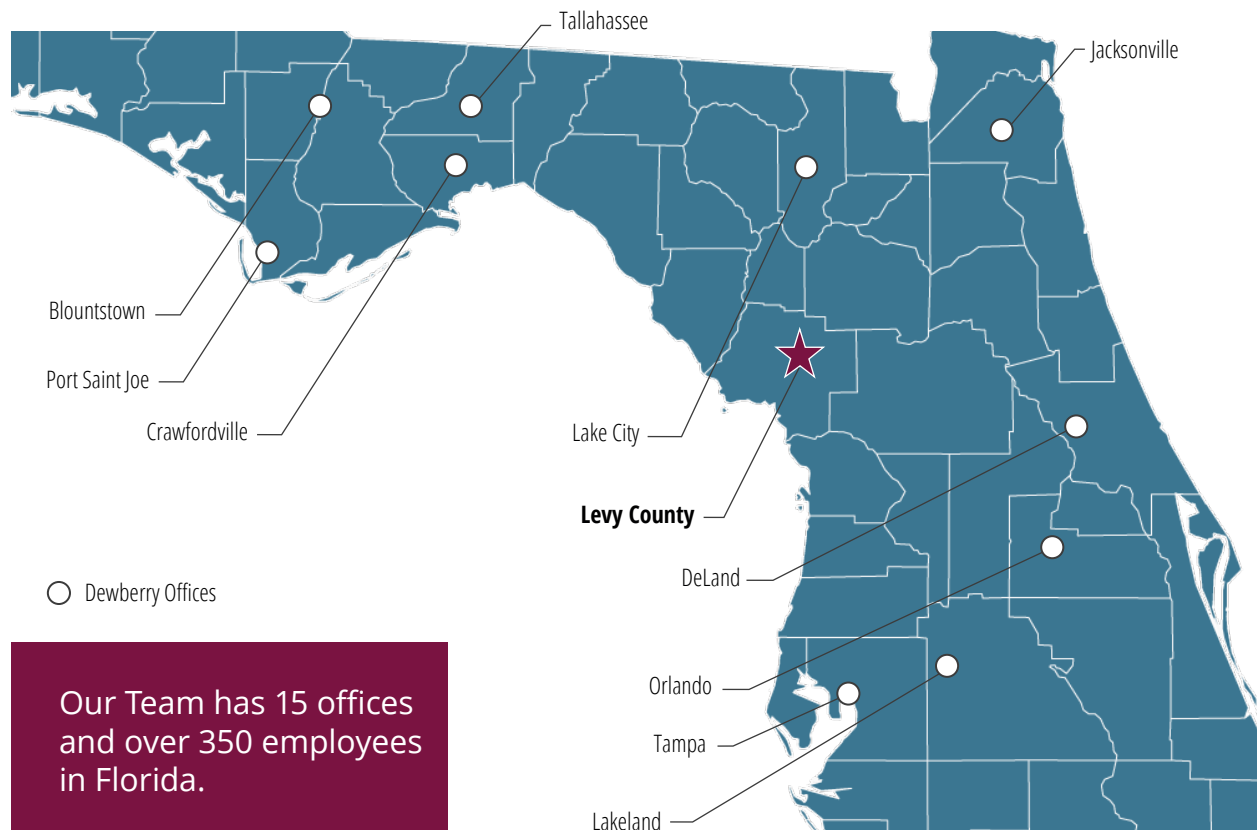 Tallahassee
Jacksonville
Blountstown
Port Saint Joe
Crawfordville
Lake City
Levy County
DeLand
Dewberry Offices
Orlando
Tampa
Lakeland
Our Team has 15 offices
and over 350 employees
in Florida.